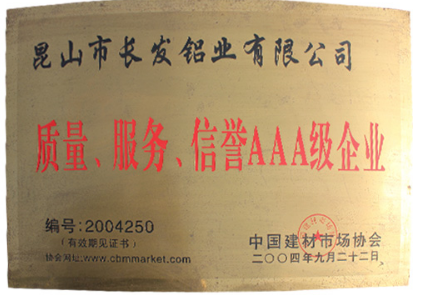 昆山市长发铝业有限公司
质量、服务、信誉AAA级企业
编号:2004250
(有效期见证书)
协会网址:www.cbmmarket.com
中国建材市场协会
二〇〇四年九月二十二日